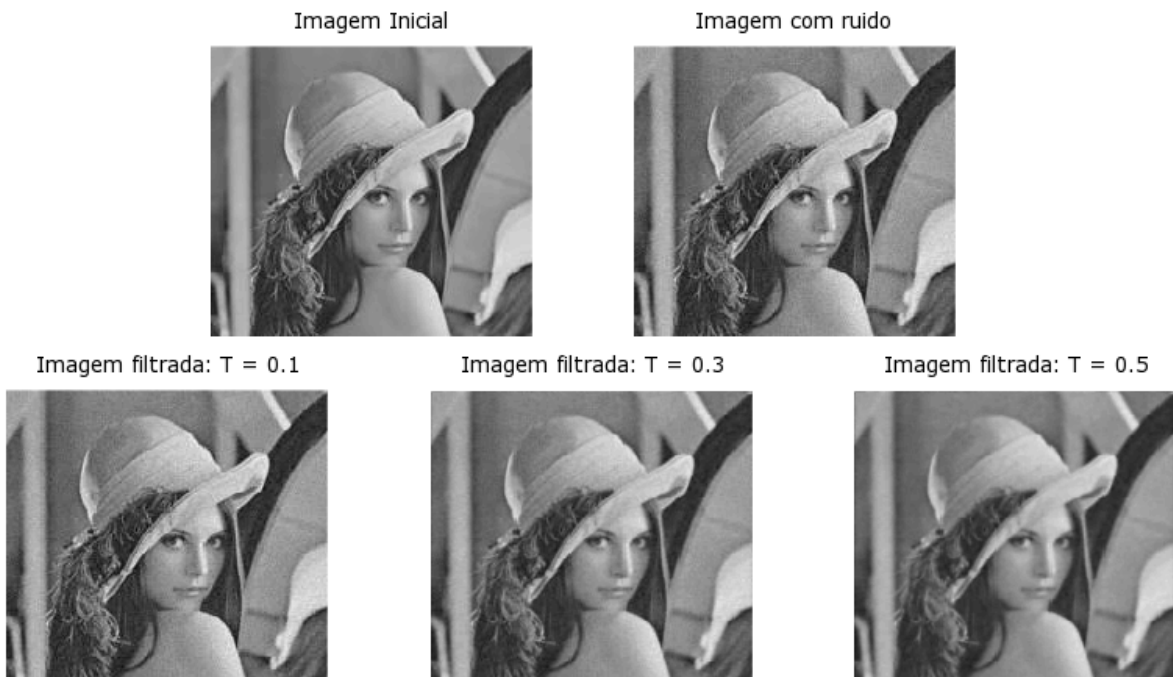 Imagem Inicial
Imagem com ruido
Imagem filtrada: T = 0.1
Imagem filtrada: T = 0.3
Imagem filtrada: T = 0.5